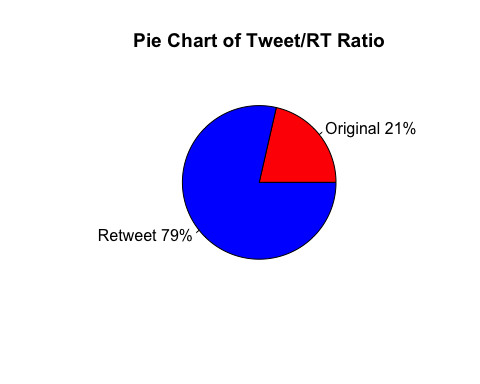 Pie Chart of Tweet/RT Ratio
Original 21%
Retweet 79%